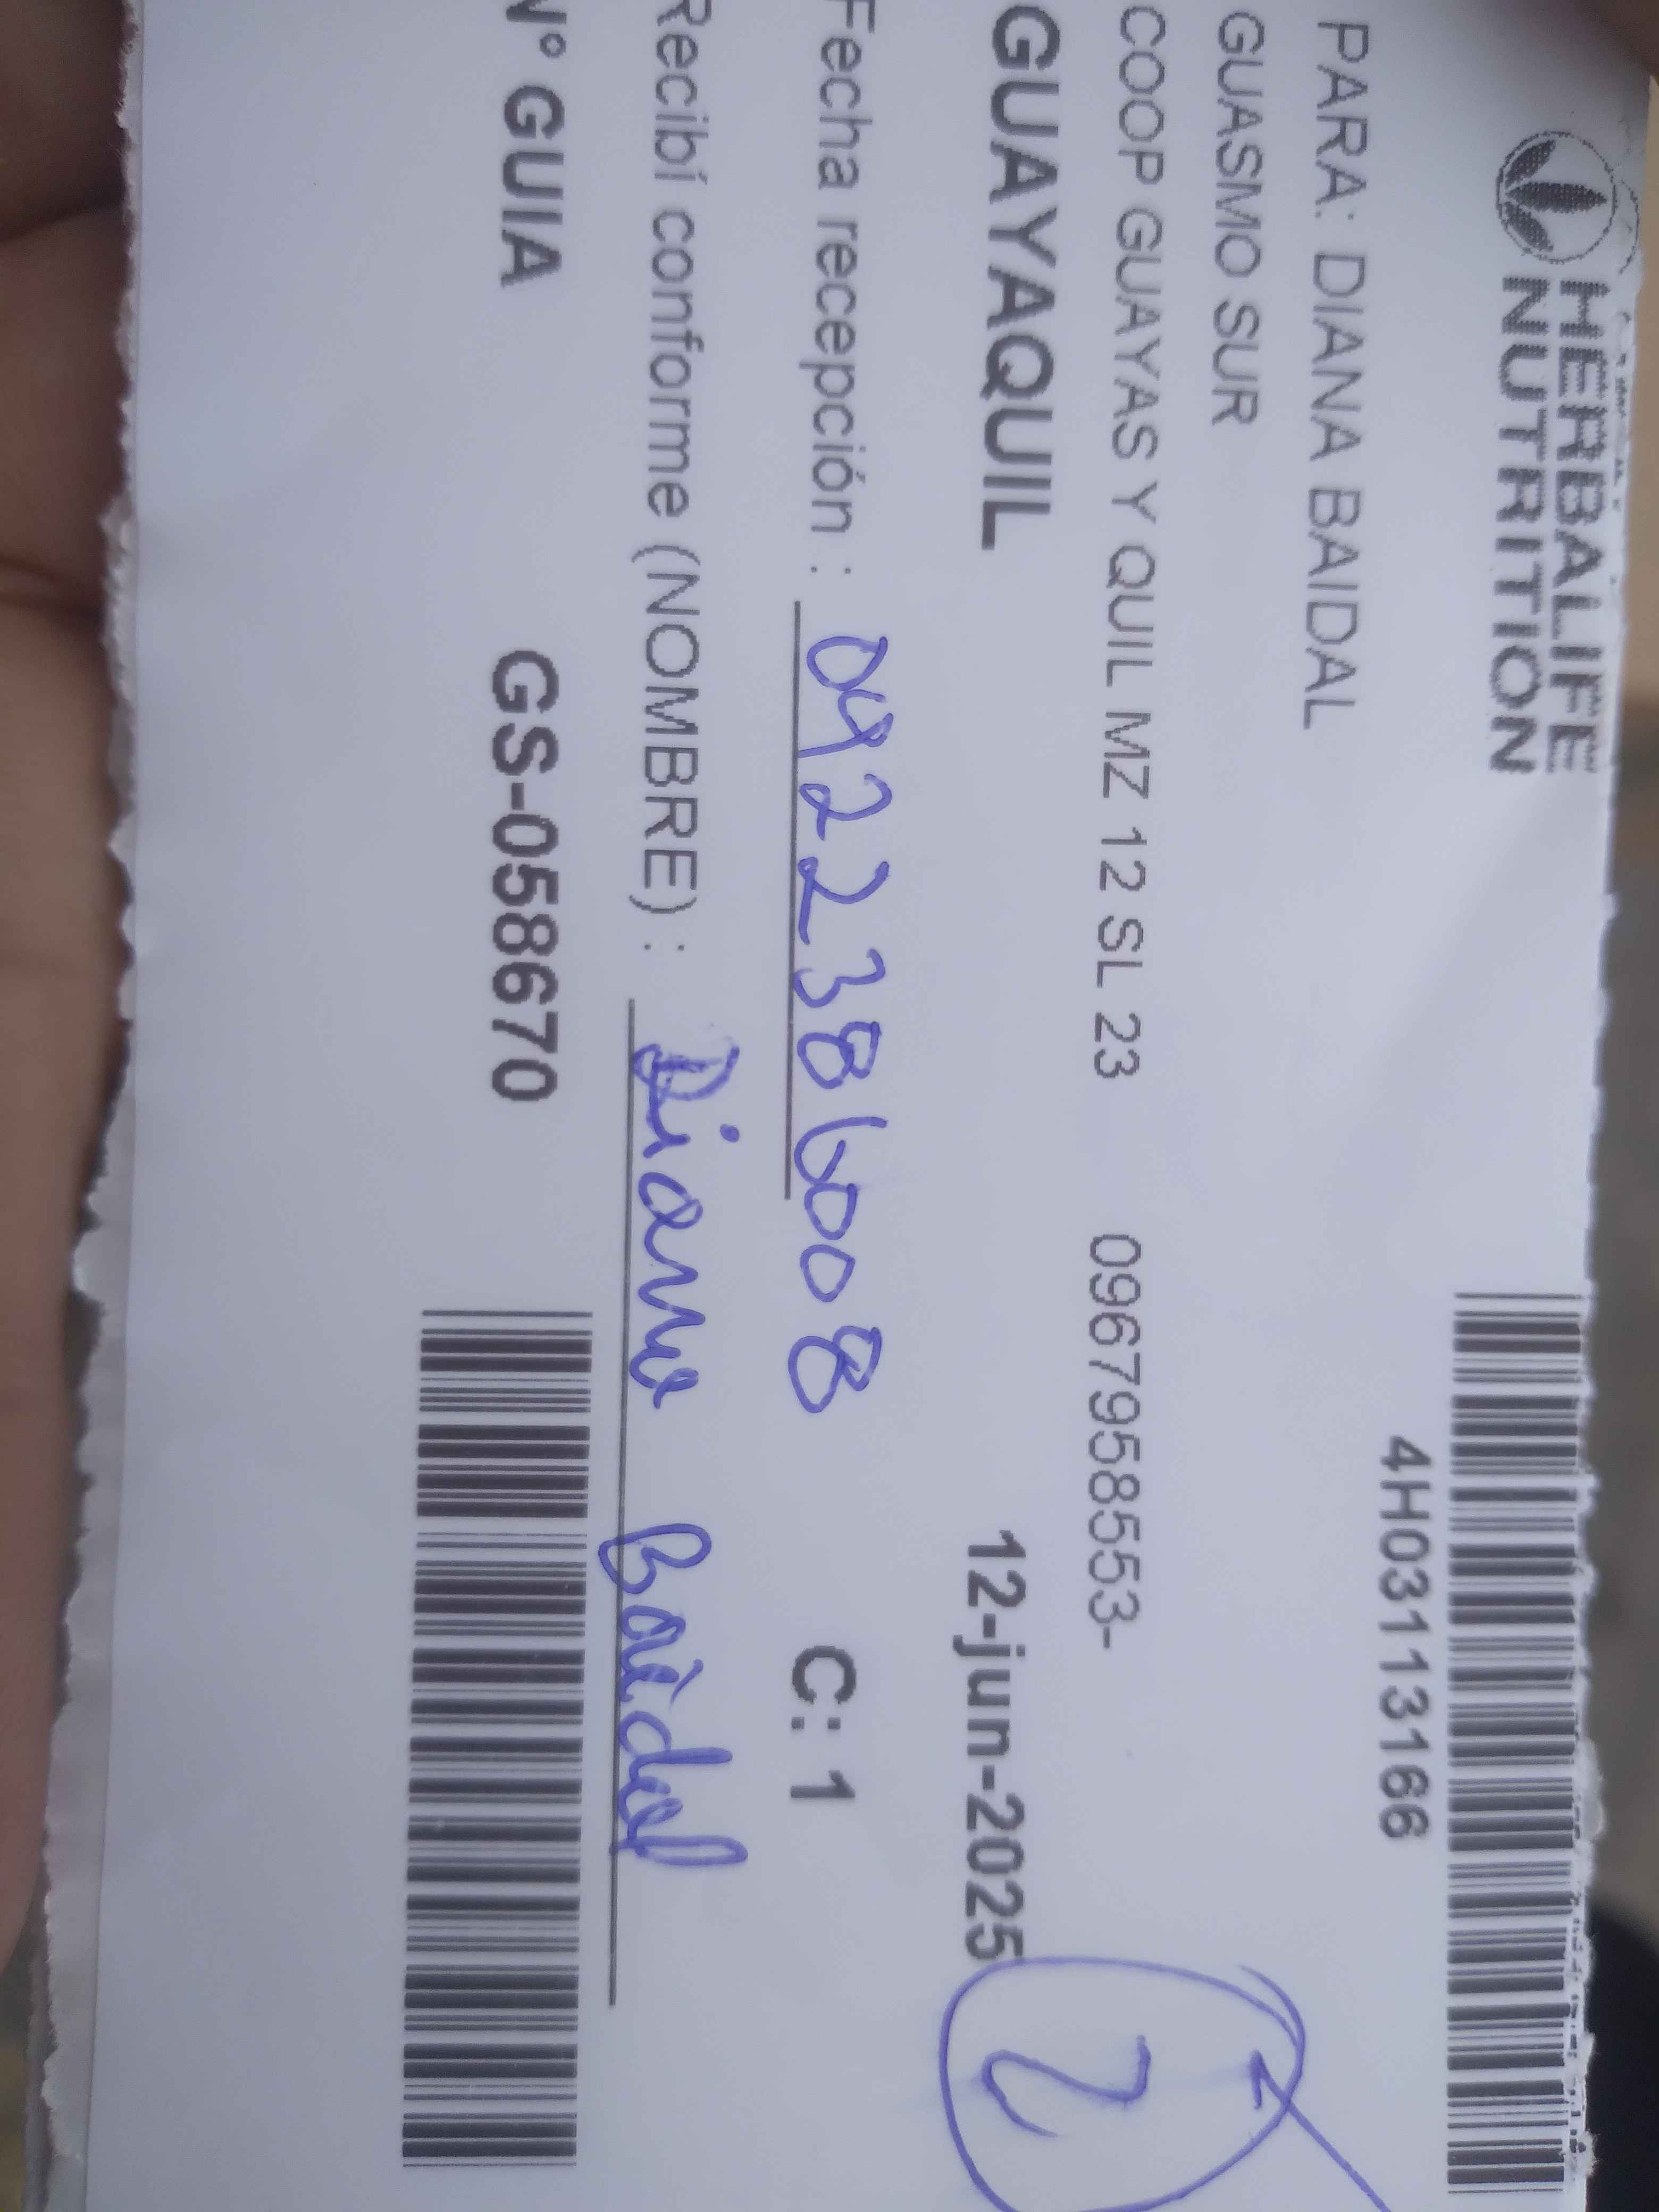 HERBALIFE
NUTRITION
4H03113166
PARA: DIANA BAIDAL
GUASMO SUR
COOP GUAYAS Y QUIL MZ 12 SL 23 0967958553-
GUAYAQUIL 12-jun-2025
2
Fecha recepción : 0922386008 C: 1
Recibí conforme (NOMBRE) : Diana Baidal
N° GUIA GS-058670